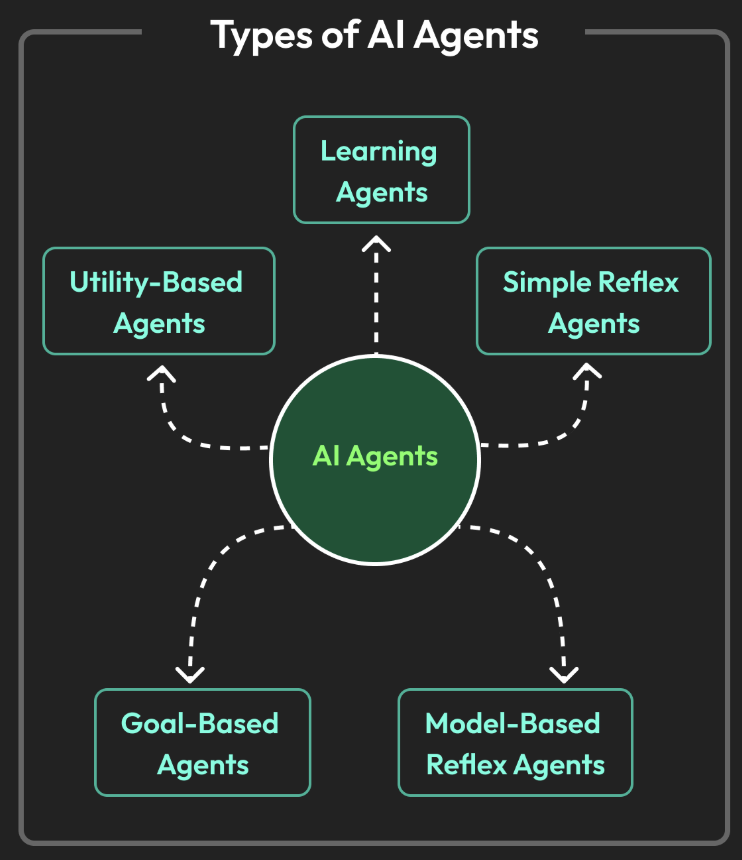 Types of AI Agents
Learning
Agents
Utility-Based
Agents
Simple Reflex
Agents
AI Agents
Goal-Based
Agents
Model-Based
Reflex Agents